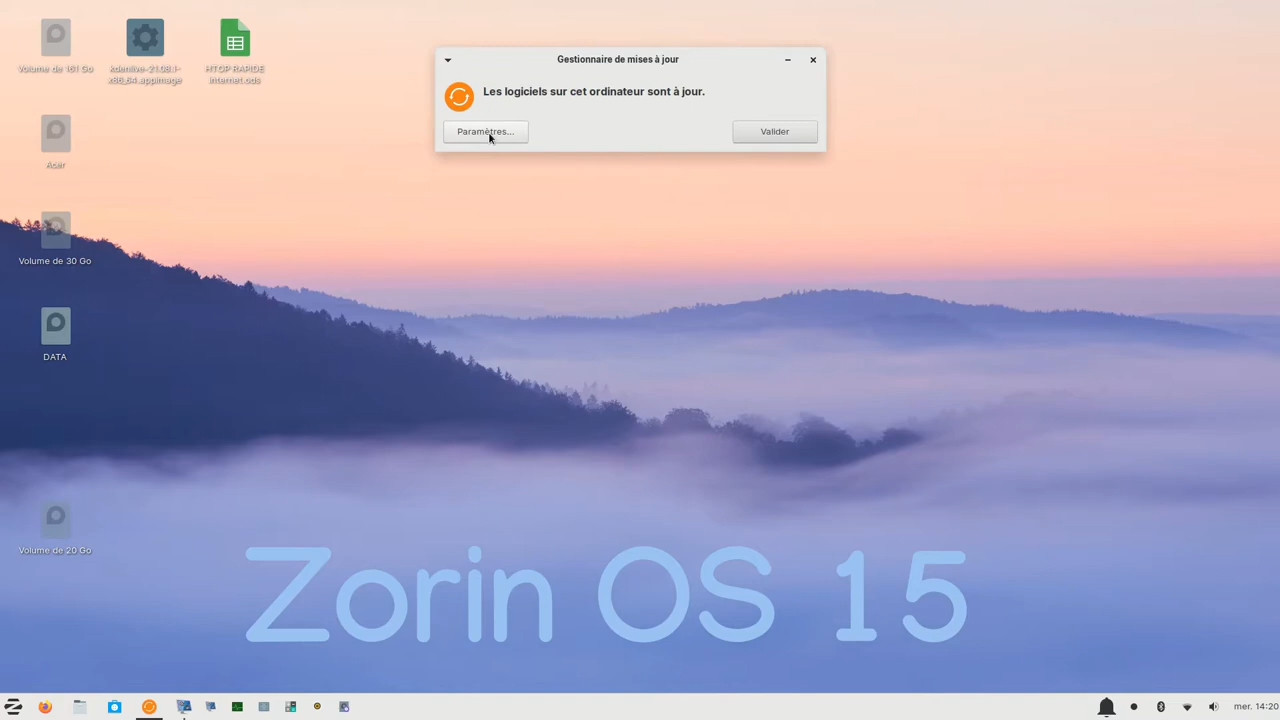 Volume de 161 Go
kdenlive-21.08.1-
x86_64.appimage
HTOP RAPIDE
internet.ods
Gestionnaire de mises à jour
Les logiciels sur cet ordinateur sont à jour.
Paramètres...
Valider
Acer
Volume de 30 Go
DATA
Volume de 20 Go
Zorin OS 15
mer. 14:20